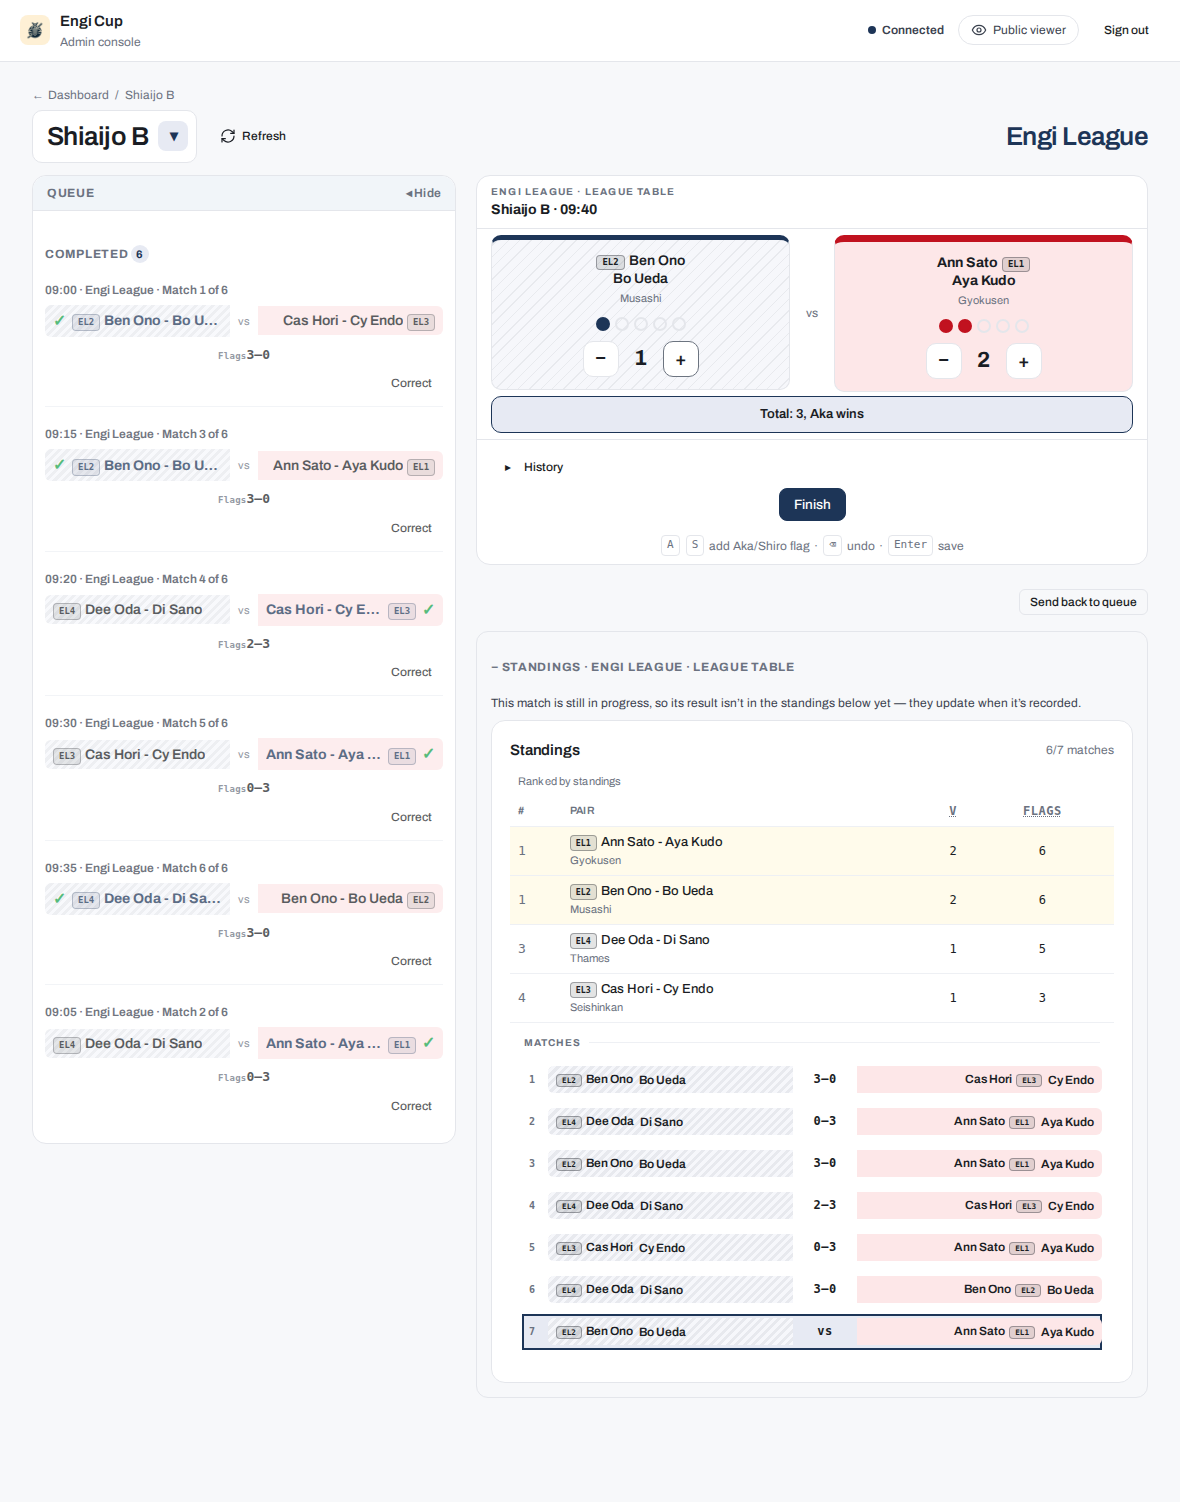 Engi Cup
Admin console
Connected
Public viewer
Sign out
← Dashboard / Shiaijo B
Shiaijo B ▼
Refresh
Engi League
QUEUE
◂Hide
COMPLETED 6
09:00 · Engi League · Match 1 of 6
✓ EL2 Ben Ono - Bo U… vs Cas Hori - Cy Endo EL3
Flags3–0
Correct
09:15 · Engi League · Match 3 of 6
✓ EL2 Ben Ono - Bo U… vs Ann Sato - Aya Kudo EL1
Flags3–0
Correct
09:20 · Engi League · Match 4 of 6
EL4 Dee Oda - Di Sano vs Cas Hori - Cy E… EL3 ✓
Flags2–3
Correct
09:30 · Engi League · Match 5 of 6
EL3 Cas Hori - Cy Endo vs Ann Sato - Aya … EL1 ✓
Flags0–3
Correct
09:35 · Engi League · Match 6 of 6
✓ EL4 Dee Oda - Di Sa… vs Ben Ono - Bo Ueda EL2
Flags3–0
Correct
09:05 · Engi League · Match 2 of 6
EL4 Dee Oda - Di Sano vs Ann Sato - Aya … EL1 ✓
Flags0–3
Correct
ENGI LEAGUE · LEAGUE TABLE
Shiaijo B · 09:40
EL2 Ben Ono
Bo Ueda
Musashi
− 1 +
vs
Ann Sato EL1
Aya Kudo
Gyokusen
− 2 +
Total: 3, Aka wins
▸ History
Finish
A S add Aka/Shiro flag · ⌫ undo · Enter save
Send back to queue
− STANDINGS · ENGI LEAGUE · LEAGUE TABLE
This match is still in progress, so its result isn't in the standings below yet — they update when it's recorded.
Standings
6/7 matches
Ranked by standings
# PAIR V FLAGS
1 EL1 Ann Sato - Aya Kudo 2 6
Gyokusen
1 EL2 Ben Ono - Bo Ueda 2 6
Musashi
3 EL4 Dee Oda - Di Sano 1 5
Thames
4 EL3 Cas Hori - Cy Endo 1 3
Seishinkan
MATCHES
1 EL2 Ben Ono Bo Ueda 3–0 Cas Hori EL3 Cy Endo
2 EL4 Dee Oda Di Sano 0–3 Ann Sato EL1 Aya Kudo
3 EL2 Ben Ono Bo Ueda 3–0 Ann Sato EL1 Aya Kudo
4 EL4 Dee Oda Di Sano 2–3 Cas Hori EL3 Cy Endo
5 EL3 Cas Hori Cy Endo 0–3 Ann Sato EL1 Aya Kudo
6 EL4 Dee Oda Di Sano 3–0 Ben Ono EL2 Bo Ueda
7 EL2 Ben Ono Bo Ueda vs Ann Sato EL1 Aya Kudo